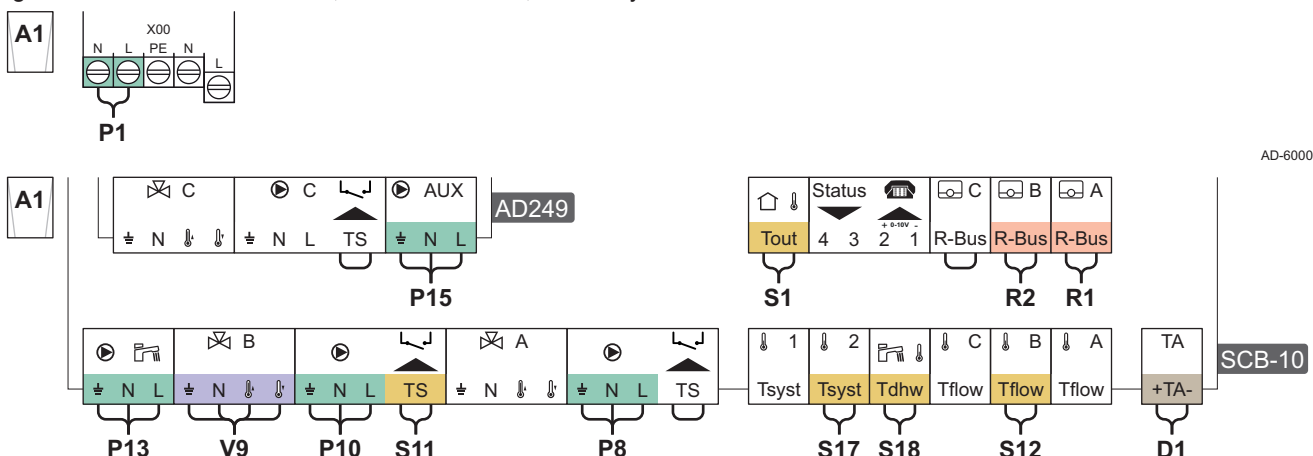 A1
X00
N L PE N L
P1
AD-6000
A1
C C AUX AD249
N N L TS N L
P15
Status C B A
+ 0-10V -
Tout 4 3 2 1 R-Bus R-Bus R-Bus
S1 R2 R1
B A
N L N N L TS N N L TS
P13 V9 P10 S11 P8
1 2 C B A TA SCB-10
Tsyst Tsyst Tdhw Tflow Tflow Tflow +TA-
S17 S18 S12 D1